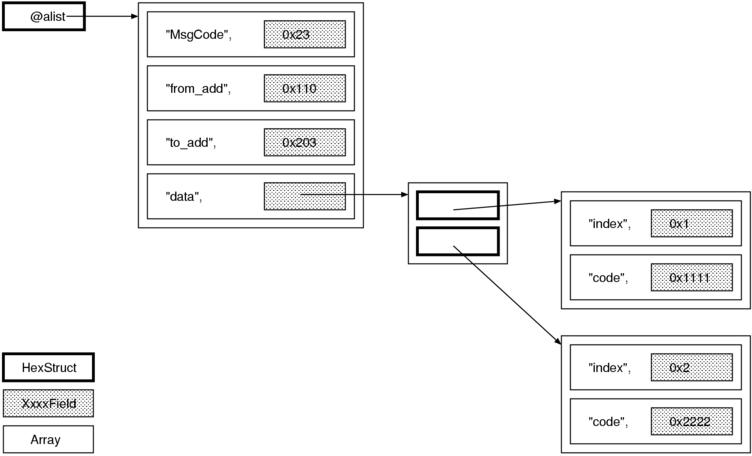 @alist
"MsgCode", 0x23
"from_add", 0x110
"to_add", 0x203
"data",
"index", 0x1
"code", 0x1111
"index", 0x2
"code", 0x2222
HexStruct
XxxxField
Array